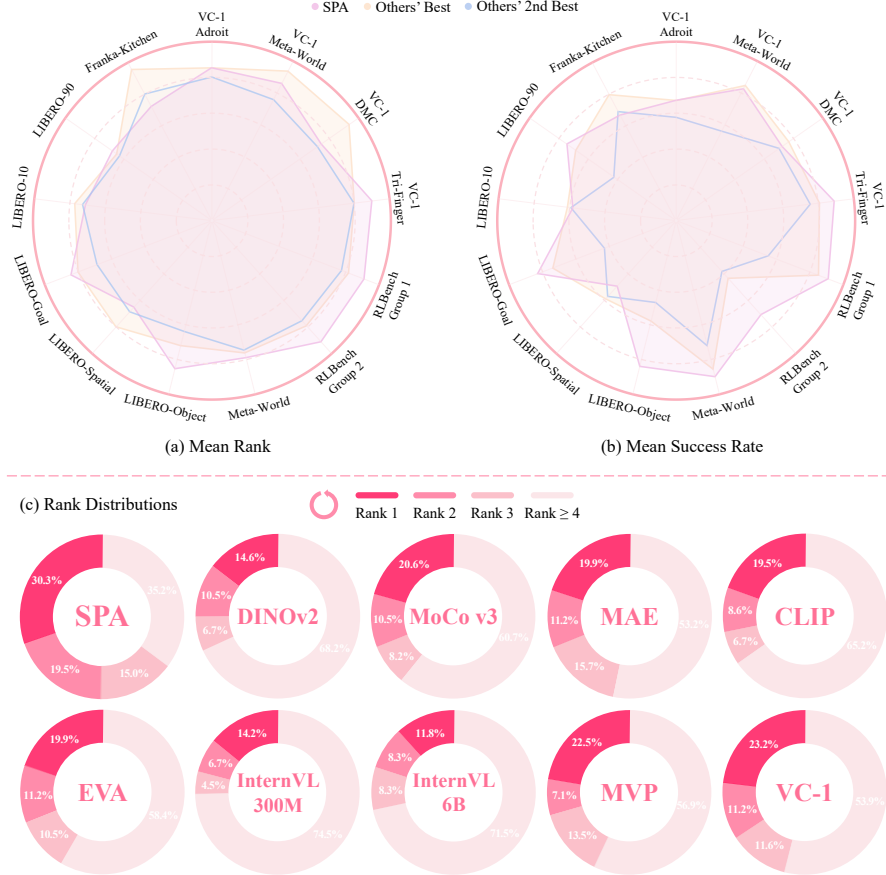 SPA
Others' Best
Others' 2nd Best
VC-1
Adroit
VC-1
Meta-World
VC-1
DMC
VC-1
Tri-Finger
RLBench
Group 1
RLBench
Group 2
Meta-World
LIBERO-Object
LIBERO-Spatial
LIBERO-Goal
LIBERO-10
LIBERO-90
Franka-Kitchen
(a) Mean Rank
VC-1
Adroit
VC-1
Meta-World
VC-1
DMC
VC-1
Tri-Finger
RLBench
Group 1
RLBench
Group 2
Meta-World
LIBERO-Object
LIBERO-Spatial
LIBERO-Goal
LIBERO-10
LIBERO-90
Franka-Kitchen
(b) Mean Success Rate
(c) Rank Distributions
Rank 1
Rank 2
Rank 3
Rank ≥ 4
SPA
30.3%
19.5%
15.0%
35.2%
DINOv2
14.6%
10.5%
6.7%
68.2%
MoCo v3
20.6%
10.5%
8.2%
60.7%
MAE
19.9%
11.2%
15.7%
53.2%
CLIP
19.5%
8.6%
6.7%
65.2%
EVA
19.9%
11.2%
10.5%
58.4%
InternVL
300M
14.2%
6.7%
4.5%
74.5%
InternVL
6B
11.8%
8.3%
8.3%
71.5%
MVP
22.5%
7.1%
13.5%
56.9%
VC-1
23.2%
11.2%
11.6%
53.9%